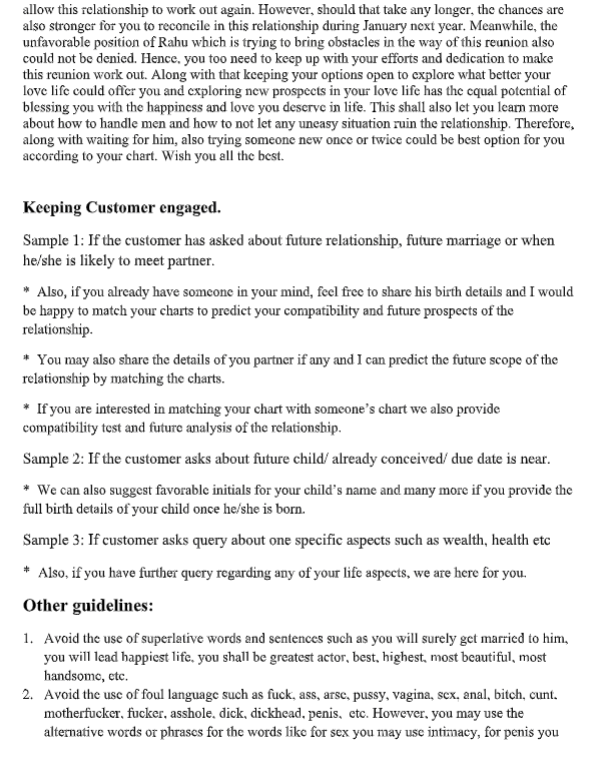 allow this relationship to work out again. However, should that take any longer, the chances are
also stronger for you to reconcile in this relationship during January next year. Meanwhile, the
unfavorable position of Rahu which is trying to bring obstacles in the way of this reunion also
could not be denied. Hence, you too need to keep up with your efforts and dedication to make
this reunion work out. Along with that keeping your options open to explore what better your
love life could offer you and exploring new prospects in your love life has the equal potential of
blessing you with the happiness and love you deserve in life. This shall also let you learn more
about how to handle men and how to not let any uneasy situation ruin the relationship. Therefore,
along with waiting for him, also trying someone new once or twice could be best option for you
according to your chart. Wish you all the best.
Keeping Customer engaged.
Sample 1: If the customer has asked about future relationship, future marriage or when
he/she is likely to meet partner.
* Also, if you already have someone in your mind, feel free to share his birth details and I would
be happy to match your charts to predict your compatibility and future prospects of the
relationship.
* You may also share the details of you partner if any and I can predict the future scope of the
relationship by matching the charts.
* If you are interested in matching your chart with someone's chart we also provide
compatibility test and future analysis of the relationship.
Sample 2: If the customer asks about future child/ already conceived/ due date is near.
* We can also suggest favorable initials for your child's name and many more if you provide the
full birth details of your child once he/she is born.
Sample 3: If customer asks query about one specific aspects such as wealth, health etc
* Also, if you have further query regarding any of your life aspects, we are here for you.
Other guidelines:
1. Avoid the use of superlative words and sentences such as you will surely get married to him,
you will lead happiest life, you shall be greatest actor, best, highest, most beautiful, most
handsome, etc.
2. Avoid the use of foul language such as fuck, ass, arse, pussy, vagina, sex, anal, bitch, cunt,
motherfucker, fucker, asshole, dick, dickhead, penis, etc. However, you may use the
alternative words or phrases for the words like for sex you may use intimacy, for penis you